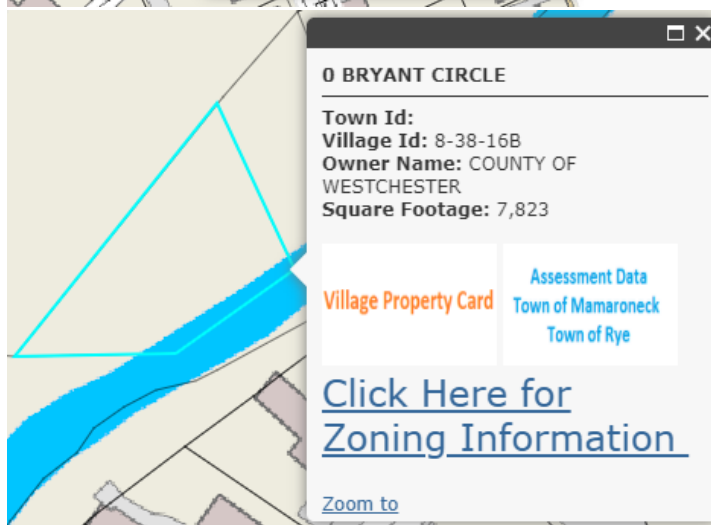 0 BRYANT CIRCLE
Town Id:
Village Id: 8-38-16B
Owner Name: COUNTY OF
WESTCHESTER
Square Footage: 7,823
Village Property Card
Assessment Data
Town of Mamaroneck
Town of Rye
Click Here for
Zoning Information
Zoom to